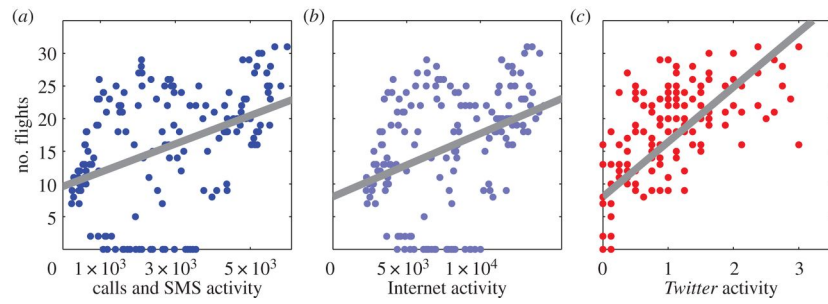 (a) (b) (c)
no. flights
30
25
20
15
10
5
0 1 × 10³ 3 × 10³ 5 × 10³
calls and SMS activity
0 5 × 10³ 1 × 10⁴
Internet activity
0 1 2 3
Twitter activity